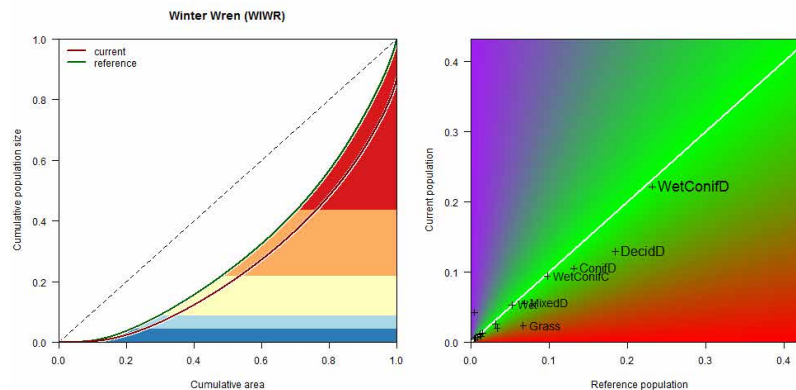 Winter Wren (WIWR)
current
reference
Cumulative population size
1.0
0.8
0.6
0.4
0.2
0.0
0.0 0.2 0.4 0.6 0.8 1.0
Cumulative area
Current population
0.4
0.3
0.2
0.1
0.0
WetConifD
DecidD
ConifD
WetConifC
MixedD
Wet
Grass
0.0 0.1 0.2 0.3 0.4
Reference population